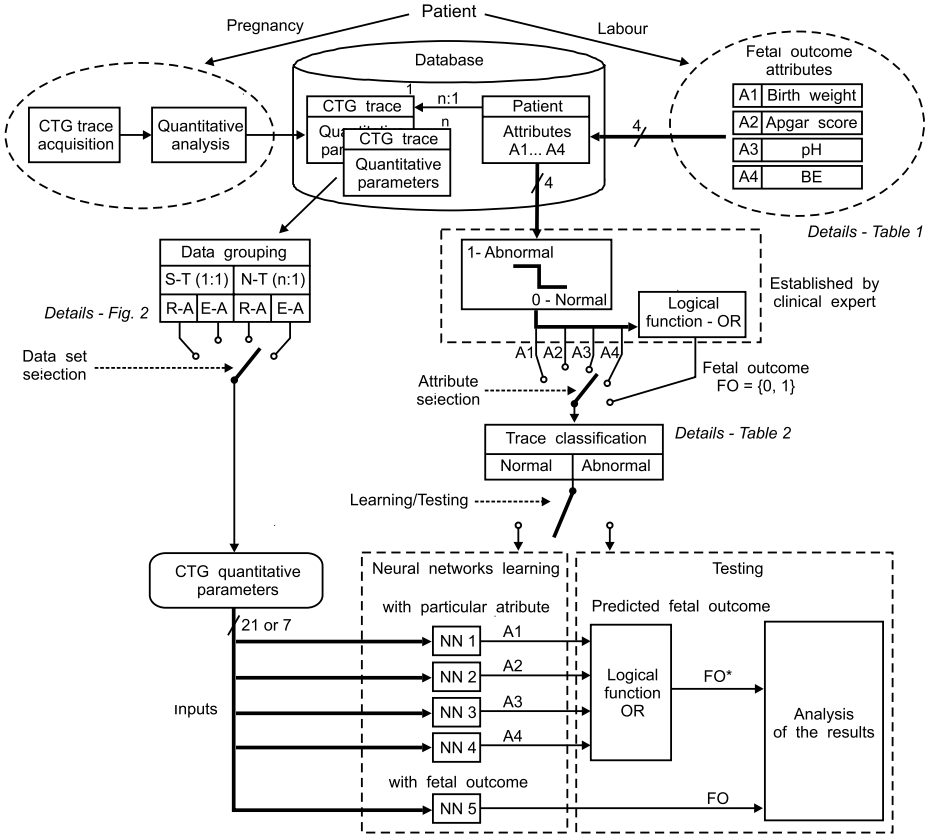 Patient
Pregnancy
Labour
Database
Fetal outcome
attributes
A1 Birth weight
A2 Apgar score
A3 pH
A4 BE
Details - Table 1
CTG trace
acquisition
Quantitative
analysis
1
CTG trace
n:1
n
CTG trace
Quantitative
parameters
Patient
Attributes
A1... A4
4
4
Data grouping
S-T (1:1) N-T (n:1)
R-A E-A R-A E-A
Details - Fig. 2
Data set
selection
1- Abnormal
0 - Normal
Logical
function - OR
Established by
clinical expert
A1 A2 A3 A4
Attribute
selection
Fetal outcome
FO = {0, 1}
Trace classification
Normal Abnormal
Details - Table 2
Learning/Testing
CTG quantitative
parameters
21 or 7
Inputs
Neural networks learning
with particular atribute
NN 1 A1
NN 2 A2
NN 3 A3
NN 4 A4
with fetal outcome
NN 5 FO
Testing
Predicted fetal outcome
Logical
function
OR
FO*
Analysis
of the results